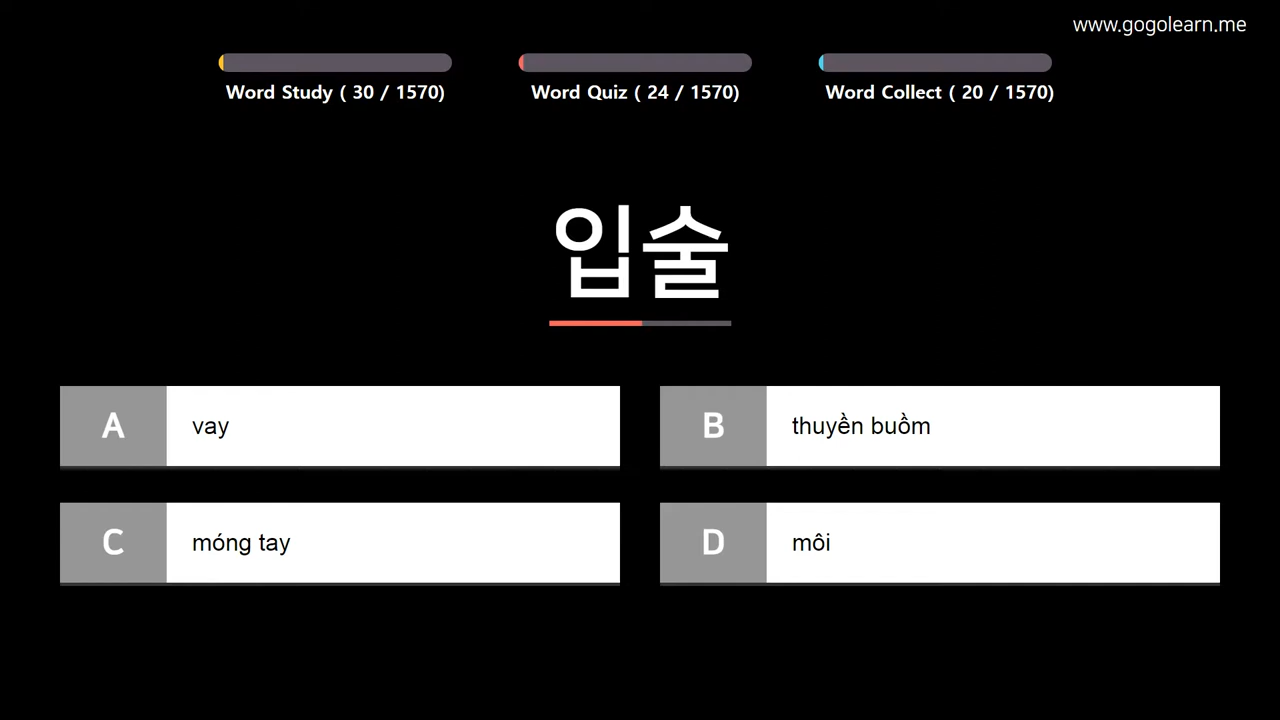 www.gogolearn.me
Word Study ( 30 / 1570)
Word Quiz ( 24 / 1570)
Word Collect ( 20 / 1570)
입술
A vay
B thuyền buồm
C móng tay
D môi